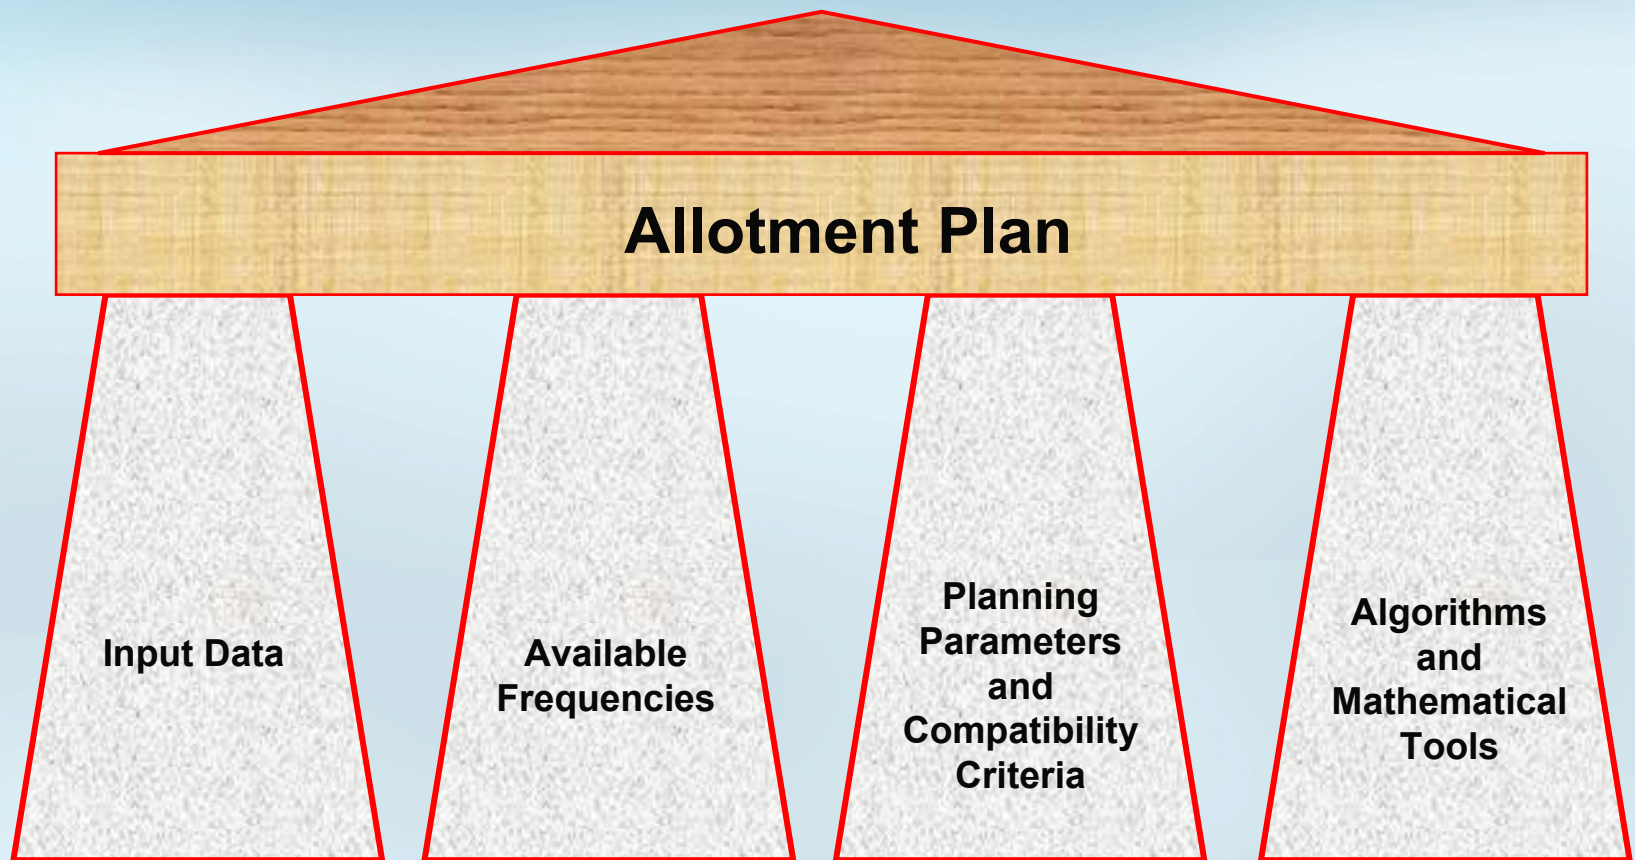 Allotment Plan
Input Data
Available
Frequencies
Planning
Parameters
and
Compatibility
Criteria
Algorithms
and
Mathematical
Tools